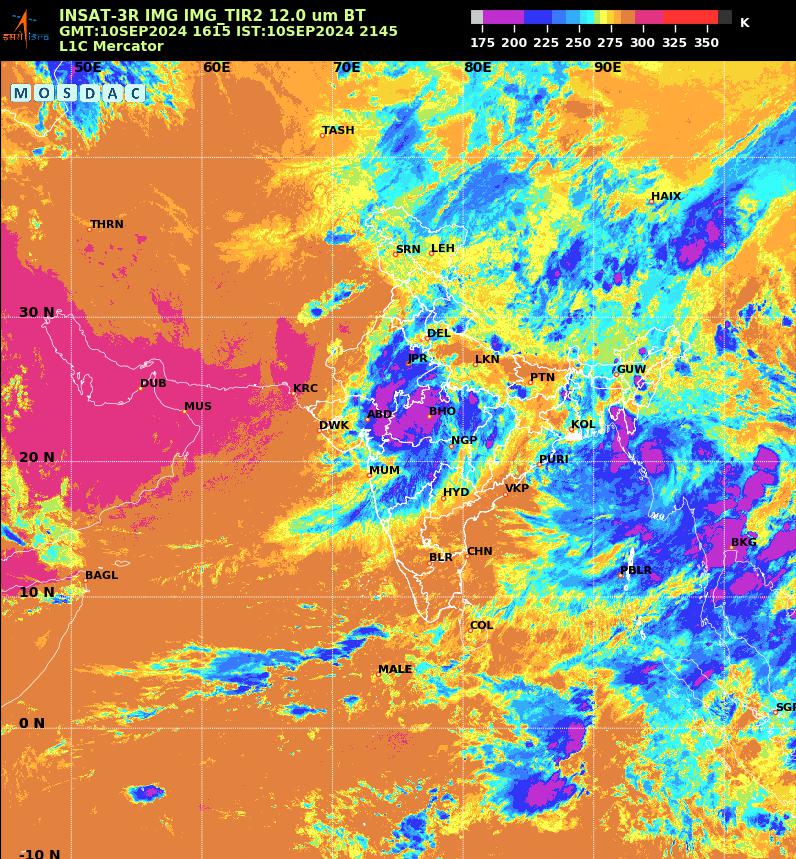 INSAT-3R IMG IMG_TIR2 12.0 um BT
GMT:10SEP2024 1615 IST:10SEP2024 2145
L1C Mercator
K
175 200 225 250 275 300 325 350
50E 60E 70E 80E 90E
MOSDAC
TASH
HAIX
THRN
SRN LEH
30 N
DEL
JPR LKN
GUW
PTN
DUB
KRC
MUS
ABD BHO
DWK KOL
NGP
20 N
PURI
MUM
HYD VKP
BKG
BLR CHN
PBLR
BAGL
10 N
COL
MALE
SGP
0 N
-10 N